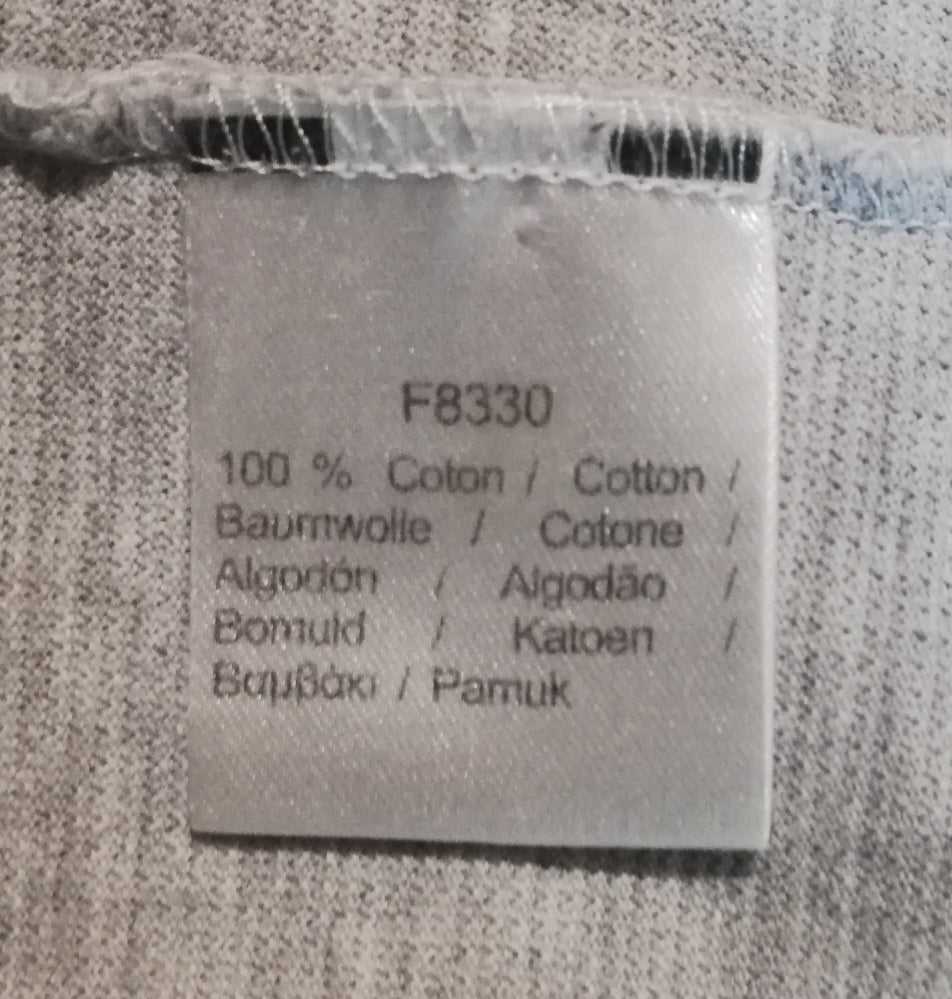 F8330
100 % Coton / Cotton /
Baumwolle / Cotone /
Algodón / Algodão /
Bomuld / Katoen /
Βαμβάκι / Pamuk